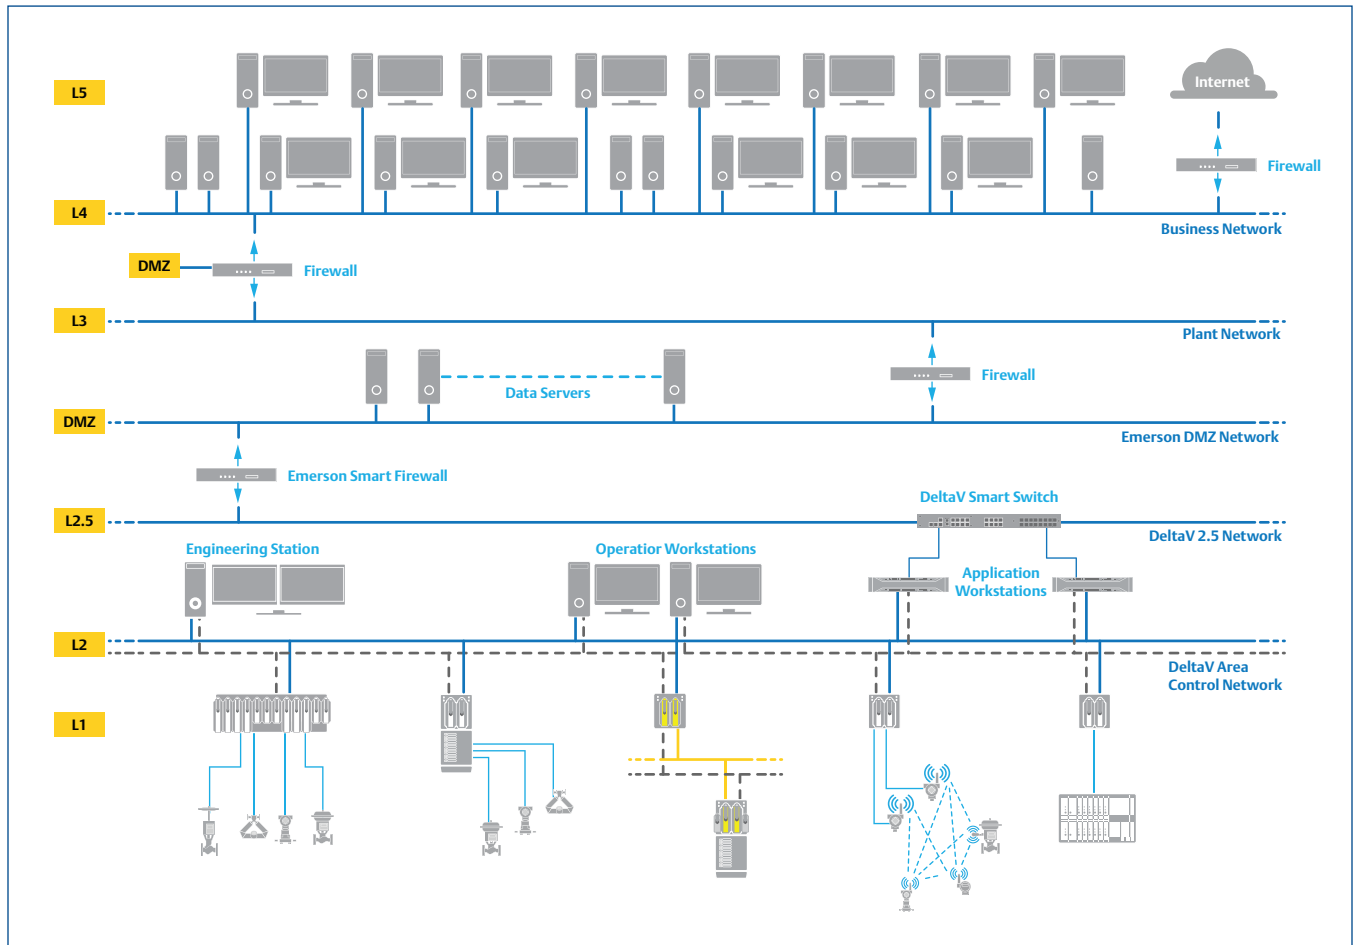 L5
Internet
Firewall
L4
Business Network
DMZ
Firewall
L3
Plant Network
Firewall
Data Servers
DMZ
Emerson DMZ Network
Emerson Smart Firewall
DeltaV Smart Switch
L2.5
DeltaV 2.5 Network
Engineering Station
Operatior Workstations
Application
Workstations
L2
DeltaV Area
Control Network
L1